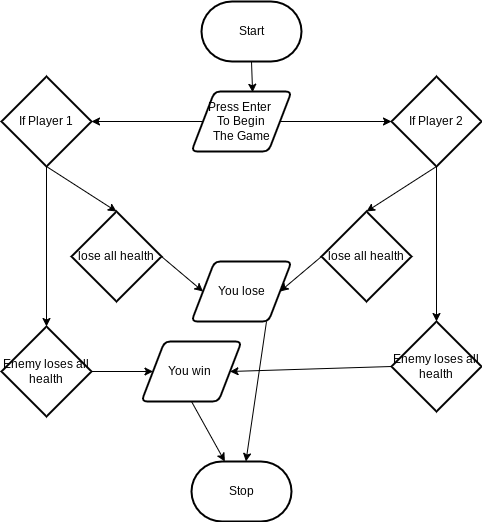 Start
Press Enter
To Begin
The Game
If Player 1
If Player 2
lose all health
lose all health
You lose
Enemy loses all
health
You win
Enemy loses all
health
Stop